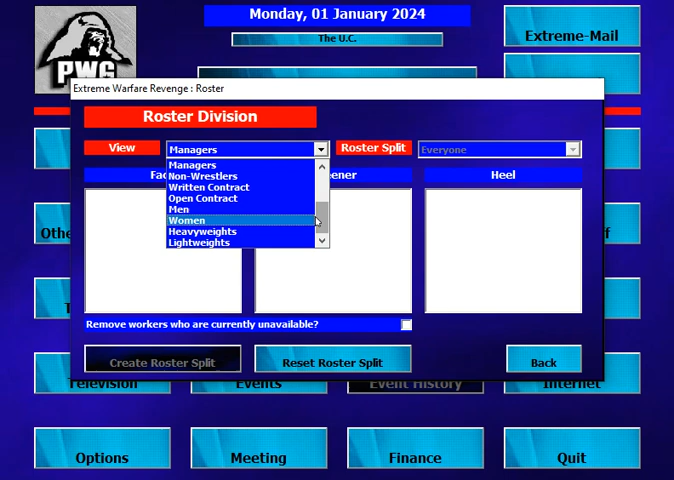 Monday, 01 January 2024
The U.C.
Extreme-Mail
PWG
Extreme Warfare Revenge : Roster
Roster Division
View
Managers
Roster Split
Everyone
Managers
Non-Wrestlers
Written Contract
Open Contract
Men
Women
Heavyweights
Lightweights
Fac
Heel
Remove workers who are currently unavailable?
Create Roster Split
Reset Roster Split
Back
Television
Events
Event History
Internet
Options
Meeting
Finance
Quit